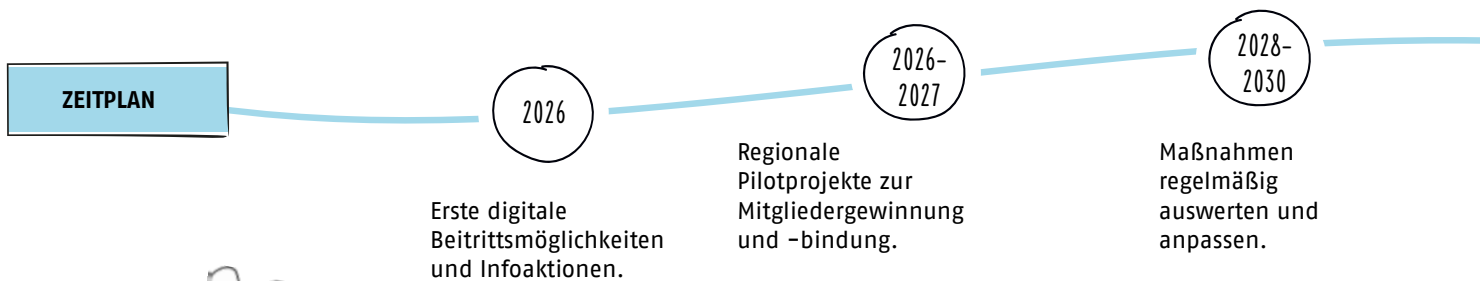 ZEITPLAN
2026
Erste digitale
Beitrittsmöglichkeiten
und Infoaktionen.
2026-
2027
Regionale
Pilotprojekte zur
Mitgliedergewinnung
und -bindung.
2028-
2030
Maßnahmen
regelmäßig
auswerten und
anpassen.